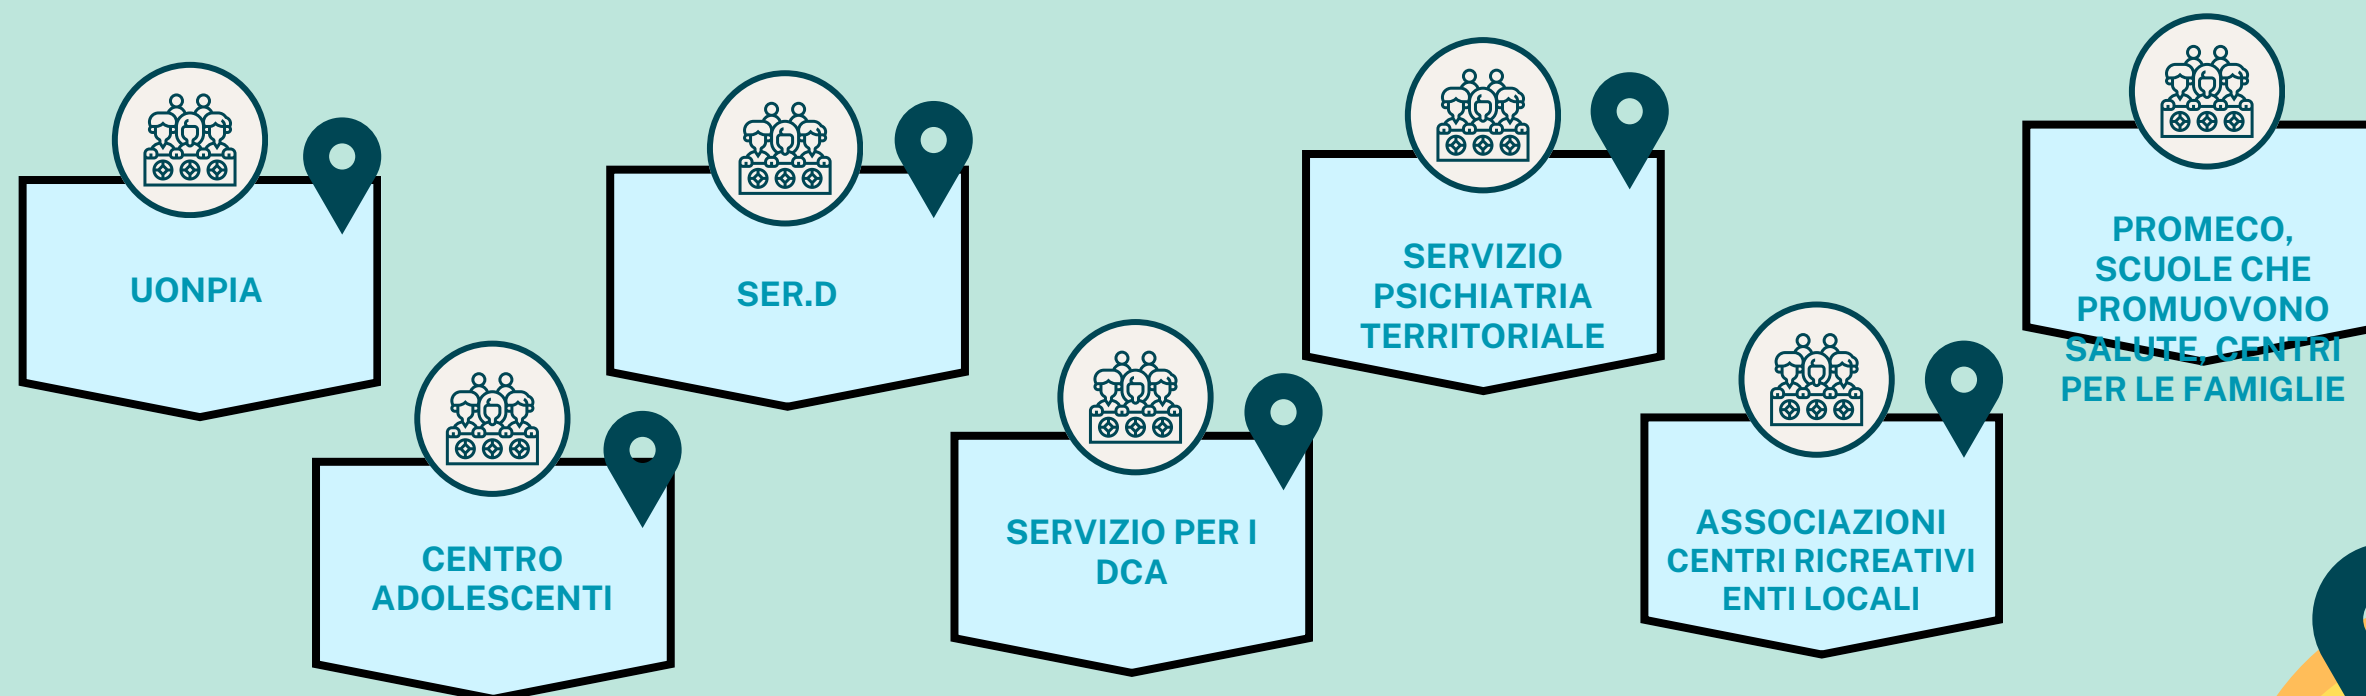 UONPIA
CENTRO
ADOLESCENTI
SER.D
SERVIZIO PER I
DCA
SERVIZIO
PSICHIATRIA
TERRITORIALE
ASSOCIAZIONI
CENTRI RICREATIVI
ENTI LOCALI
PROMECO,
SCUOLE CHE
PROMUOVONO
SALUTE, CENTRI
PER LE FAMIGLIE